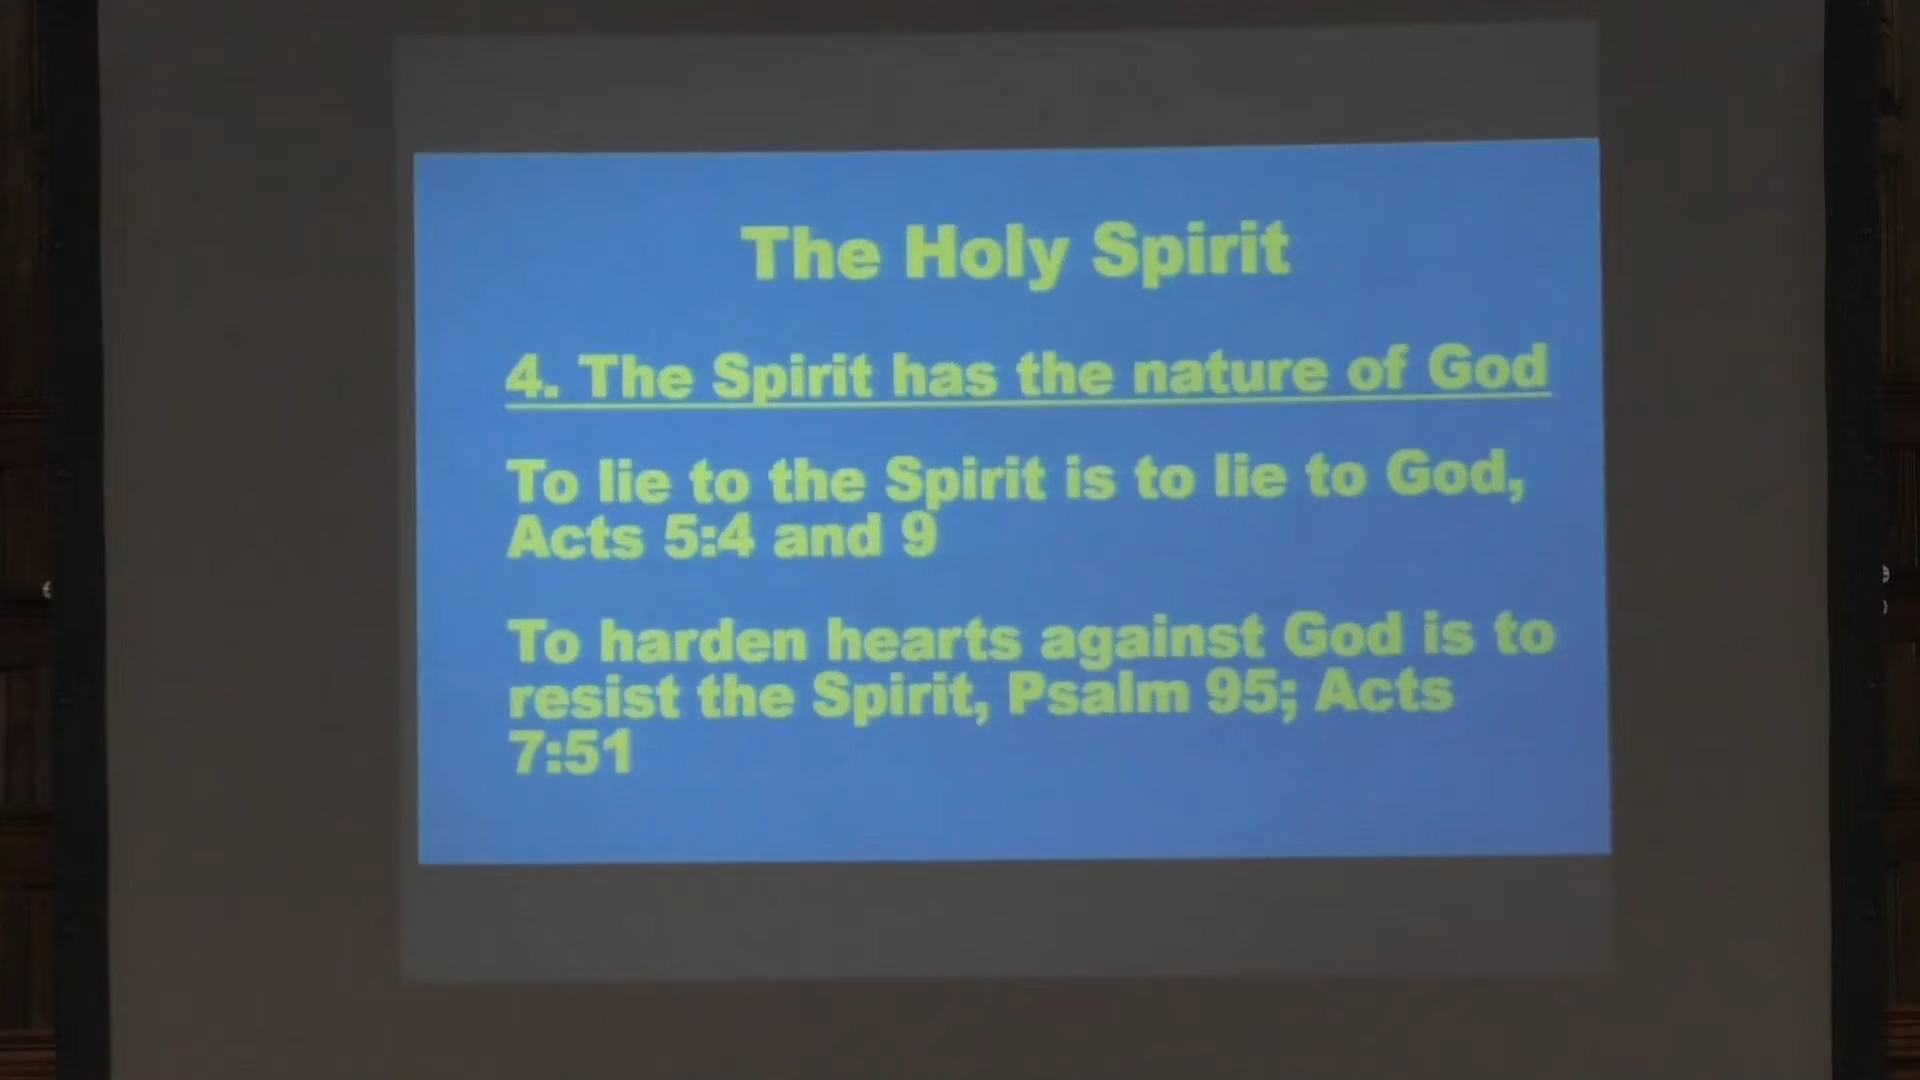 The Holy Spirit
4. The Spirit has the nature of God
To lie to the Spirit is to lie to God,
Acts 5:4 and 9
To harden hearts against God is to
resist the Spirit, Psalm 95; Acts
7:51